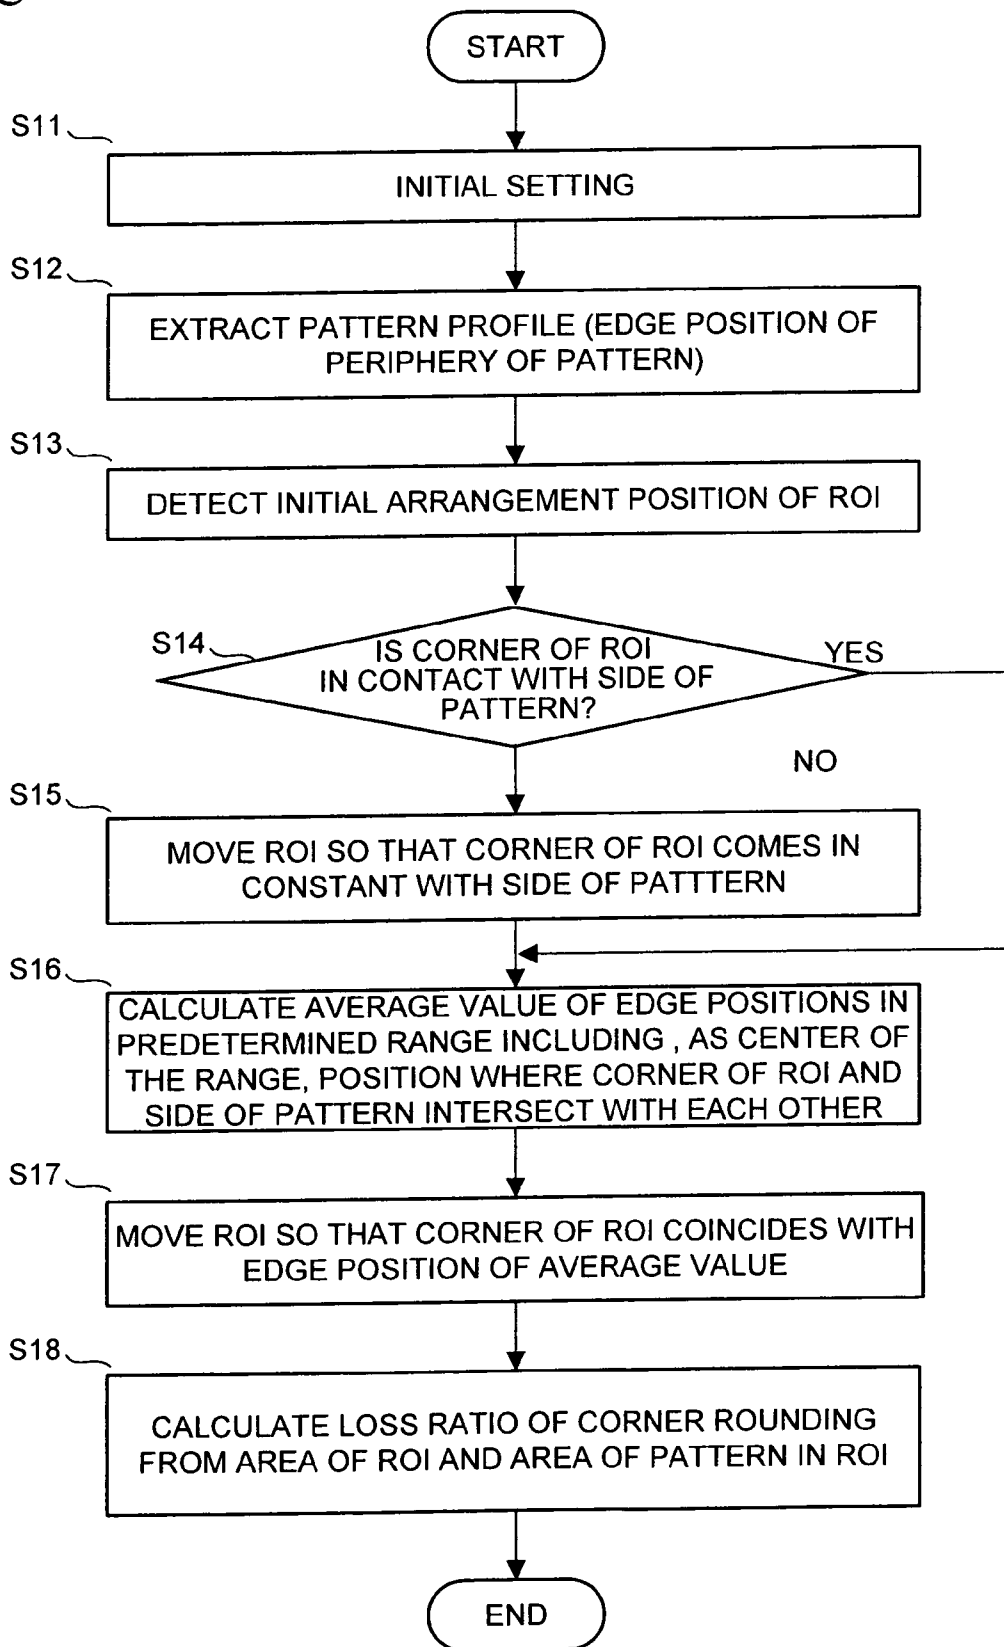 START
S11
INITIAL SETTING
S12
EXTRACT PATTERN PROFILE (EDGE POSITION OF
PERIPHERY OF PATTERN)
S13
DETECT INITIAL ARRANGEMENT POSITION OF ROI
S14
IS CORNER OF ROI
IN CONTACT WITH SIDE OF
PATTERN?
YES
NO
S15
MOVE ROI SO THAT CORNER OF ROI COMES IN
CONSTANT WITH SIDE OF PATTTERN
S16
CALCULATE AVERAGE VALUE OF EDGE POSITIONS IN
PREDETERMINED RANGE INCLUDING , AS CENTER OF
THE RANGE, POSITION WHERE CORNER OF ROI AND
SIDE OF PATTERN INTERSECT WITH EACH OTHER
S17
MOVE ROI SO THAT CORNER OF ROI COINCIDES WITH
EDGE POSITION OF AVERAGE VALUE
S18
CALCULATE LOSS RATIO OF CORNER ROUNDING
FROM AREA OF ROI AND AREA OF PATTERN IN ROI
END